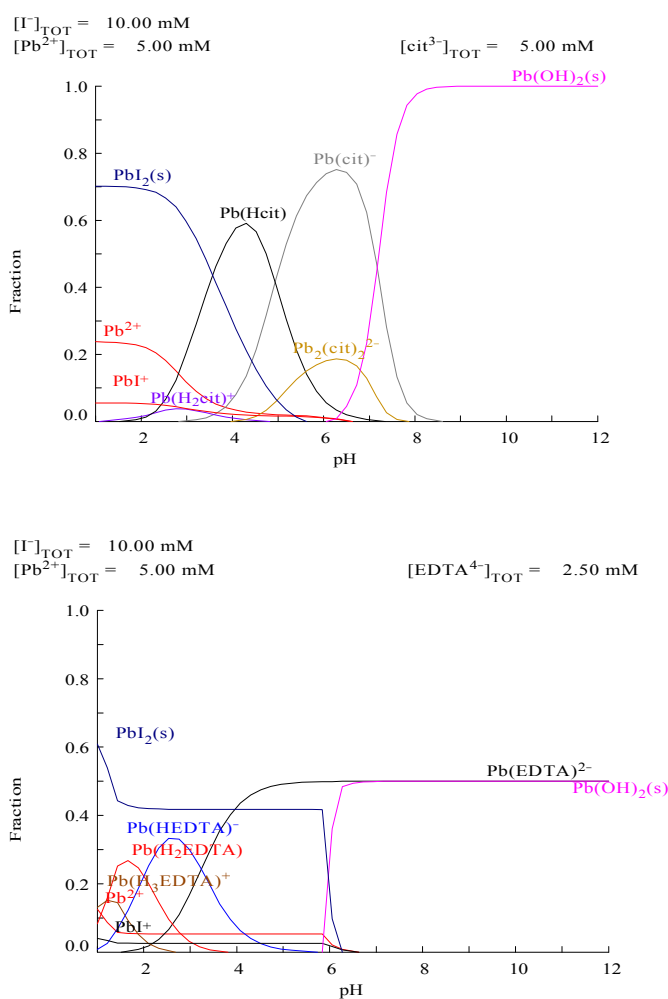 [I⁻]TOT = 10.00 mM
[Pb²⁺]TOT = 5.00 mM [cit³⁻]TOT = 5.00 mM
Pb(OH)₂(s)
1.0
Pb(cit)⁻
0.8
PbI₂(s)
Pb(Hcit)
0.6
Fraction
0.4
Pb²⁺
Pb₂(cit)₂²⁻
0.2
PbI⁺
Pb(H₂cit)⁺
0.0
2 4 6 8 10 12
pH
[I⁻]TOT = 10.00 mM
[Pb²⁺]TOT = 5.00 mM [EDTA⁴⁻]TOT = 2.50 mM
1.0
0.8
PbI₂(s)
0.6
Pb(EDTA)²⁻
Pb(OH)₂(s)
Fraction
0.4
Pb(HEDTA)⁻
Pb(H₂EDTA)
Pb(H₃EDTA)⁺
0.2
Pb²⁺
PbI⁺
0.0
2 4 6 8 10 12
pH